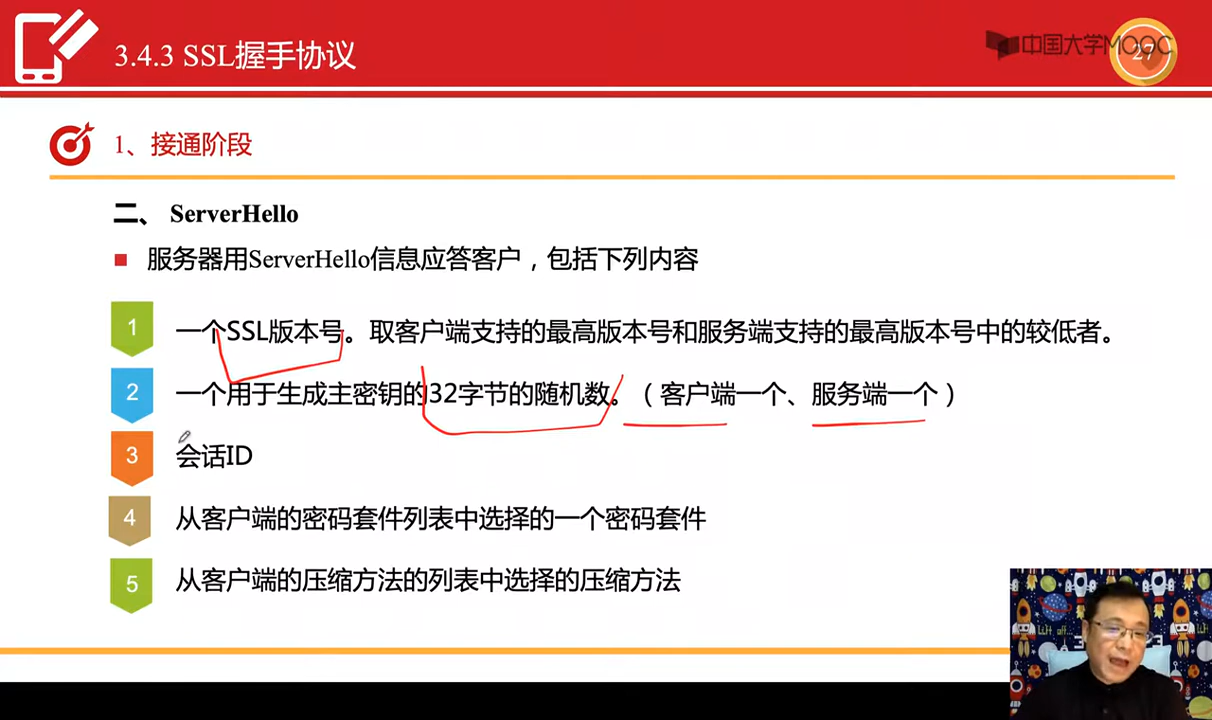 3.4.3 SSL握手协议
中国大学MOOC
27
1、接通阶段
二、 ServerHello
服务器用ServerHello信息应答客户，包括下列内容
1 一个SSL版本号。取客户端支持的最高版本号和服务端支持的最高版本号中的较低者。
2 一个用于生成主密钥的32字节的随机数。（客户端一个、服务端一个）
3 会话ID
4 从客户端的密码套件列表中选择的一个密码套件
5 从客户端的压缩方法的列表中选择的压缩方法